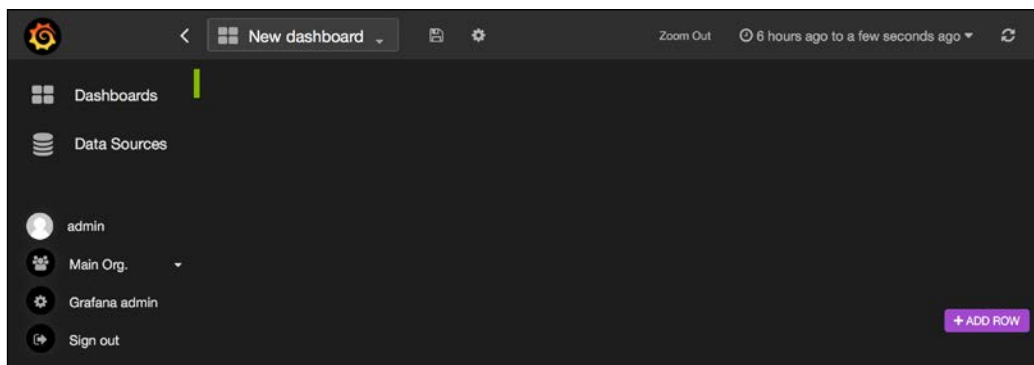 New dashboard
Zoom Out
6 hours ago to a few seconds ago
Dashboards
Data Sources
admin
Main Org.
Grafana admin
Sign out
+ ADD ROW